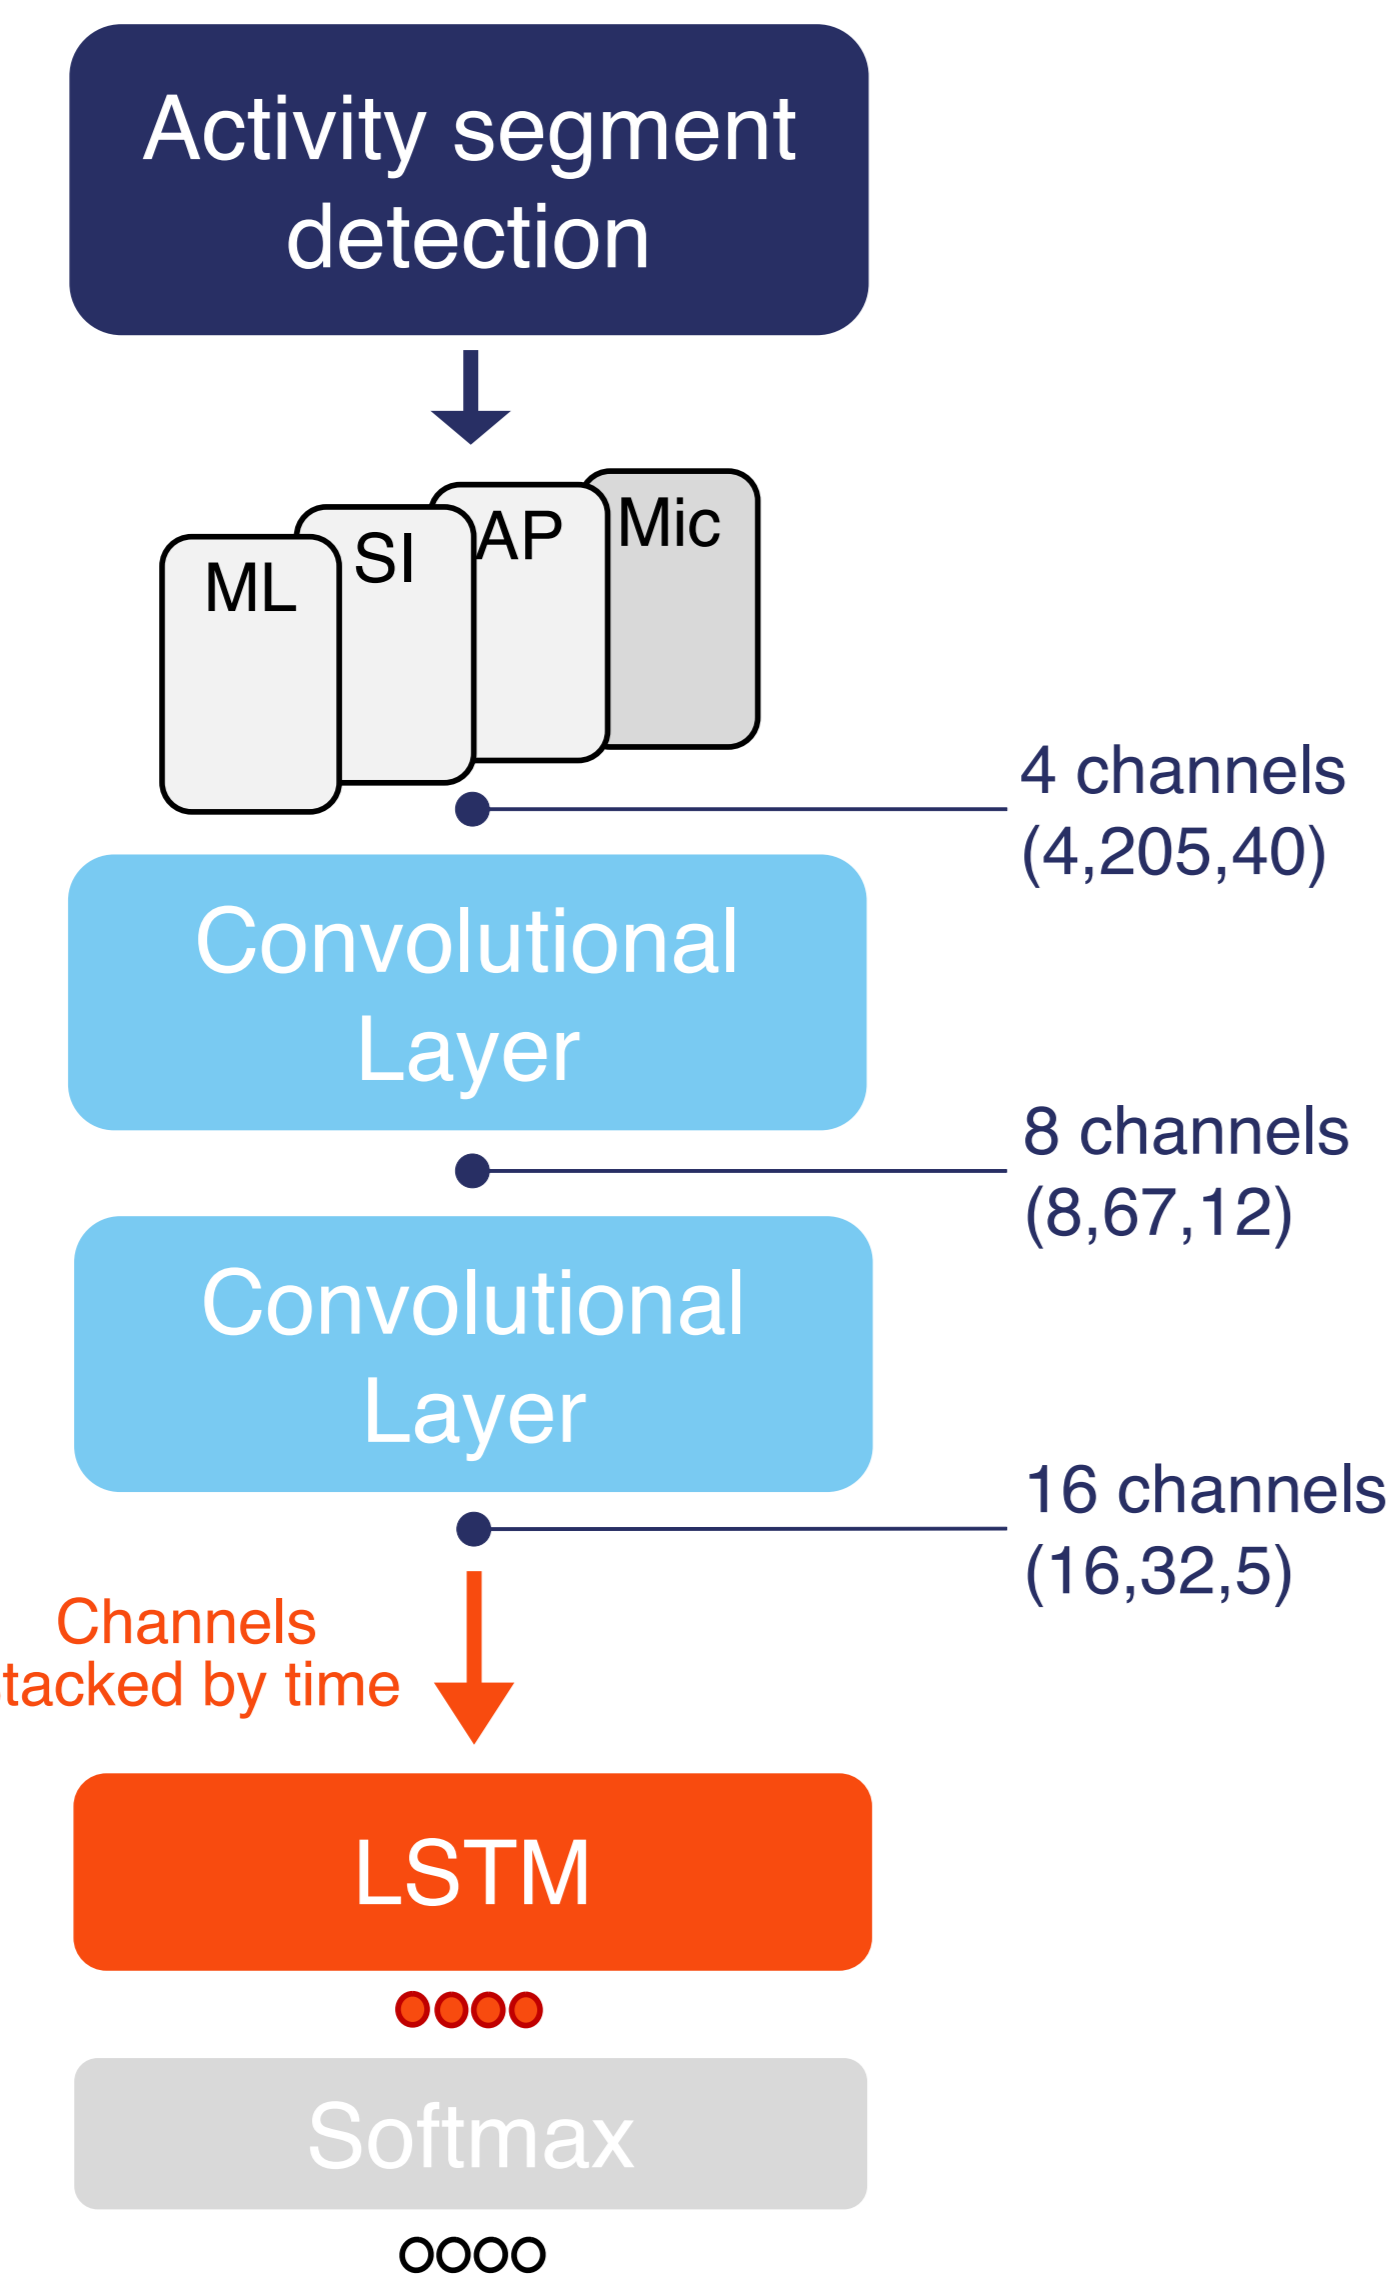 Activity segment
detection
ML
SI
AP
Mic
4 channels
(4,205,40)
Convolutional
Layer
8 channels
(8,67,12)
Convolutional
Layer
16 channels
(16,32,5)
Channels
tacked by time
LSTM
Softmax